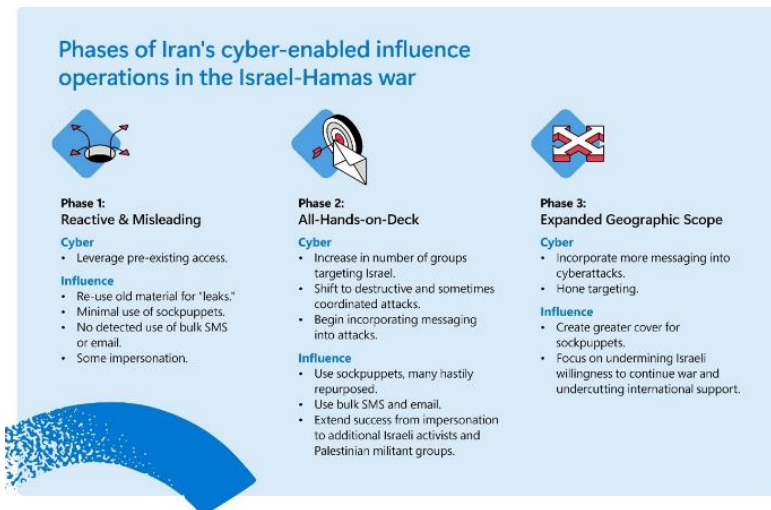 Phases of Iran's cyber-enabled influence
operations in the Israel-Hamas war
Phase 1:
Reactive & Misleading
Cyber
• Leverage pre-existing access.
Influence
• Re-use old material for "leaks."
• Minimal use of sockpuppets.
• No detected use of bulk SMS
or email.
• Some impersonation.
Phase 2:
All-Hands-on-Deck
Cyber
• Increase in number of groups
targeting Israel.
• Shift to destructive and sometimes
coordinated attacks.
• Begin incorporating messaging
into attacks.
Influence
• Use sockpuppets, many hastily
repurposed.
• Use bulk SMS and email.
• Extend success from impersonation
to additional Israeli activists and
Palestinian militant groups.
Phase 3:
Expanded Geographic Scope
Cyber
• Incorporate more messaging into
cyberattacks.
• Hone targeting.
Influence
• Create greater cover for
sockpuppets.
• Focus on undermining Israeli
willingness to continue war and
undercutting international support.